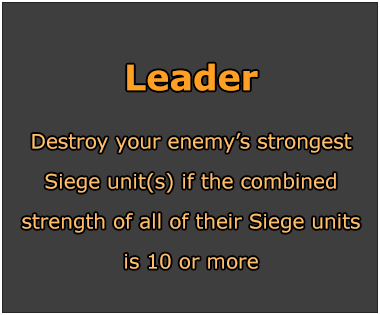 Leader
Destroy your enemy’s strongest
Siege unit(s) if the combined
strength of all of their Siege units
is 10 or more